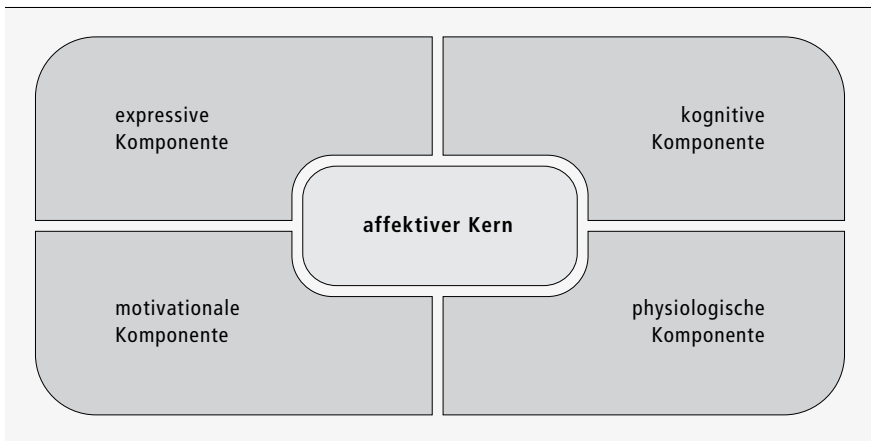 expressive
Komponente
kognitive
Komponente
affektiver Kern
motivationale
Komponente
physiologische
Komponente